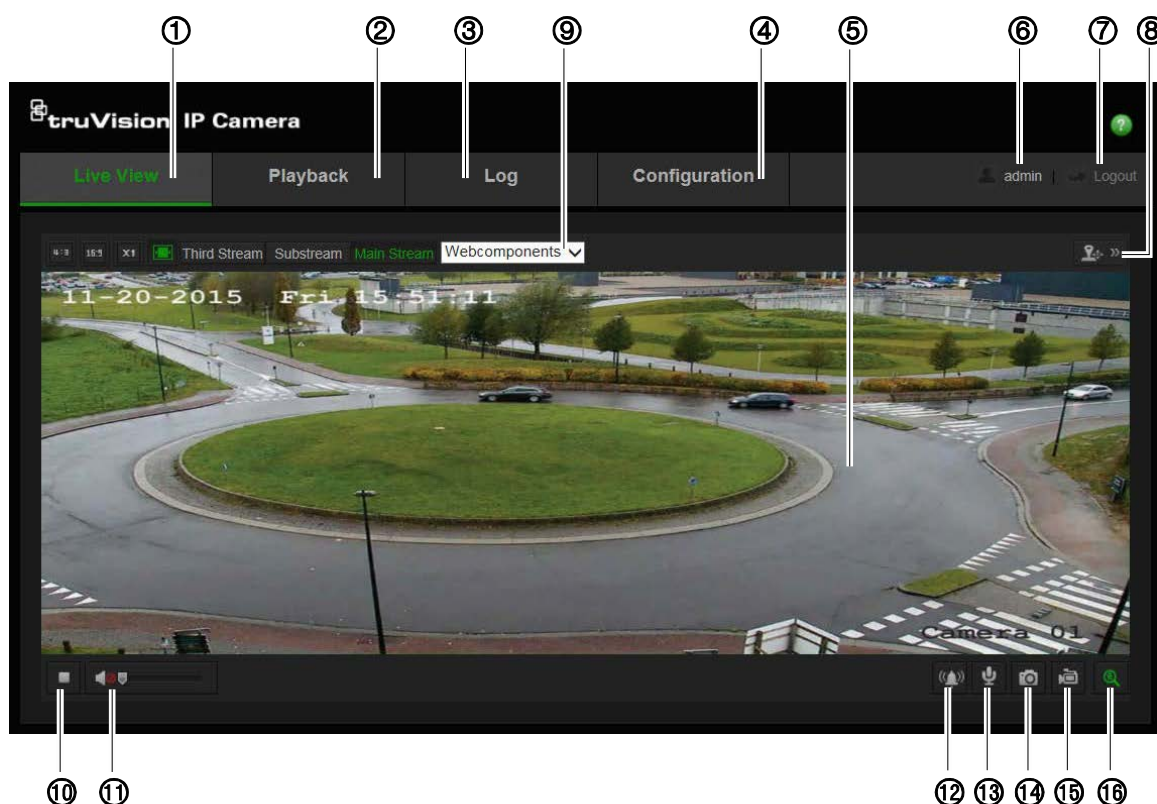 ① ② ③ ⑨ ④ ⑤ ⑥ ⑦ ⑧
truVision IP Camera
?
Live View Playback Log Configuration admin | Logout
4:3 16:9 X1 Third Stream Substream Main Stream Webcomponents »
11-20-2015 Fri 15:51:11
Camera 01
⑩ ⑪ ⑫ ⑬ ⑭ ⑮ ⑯